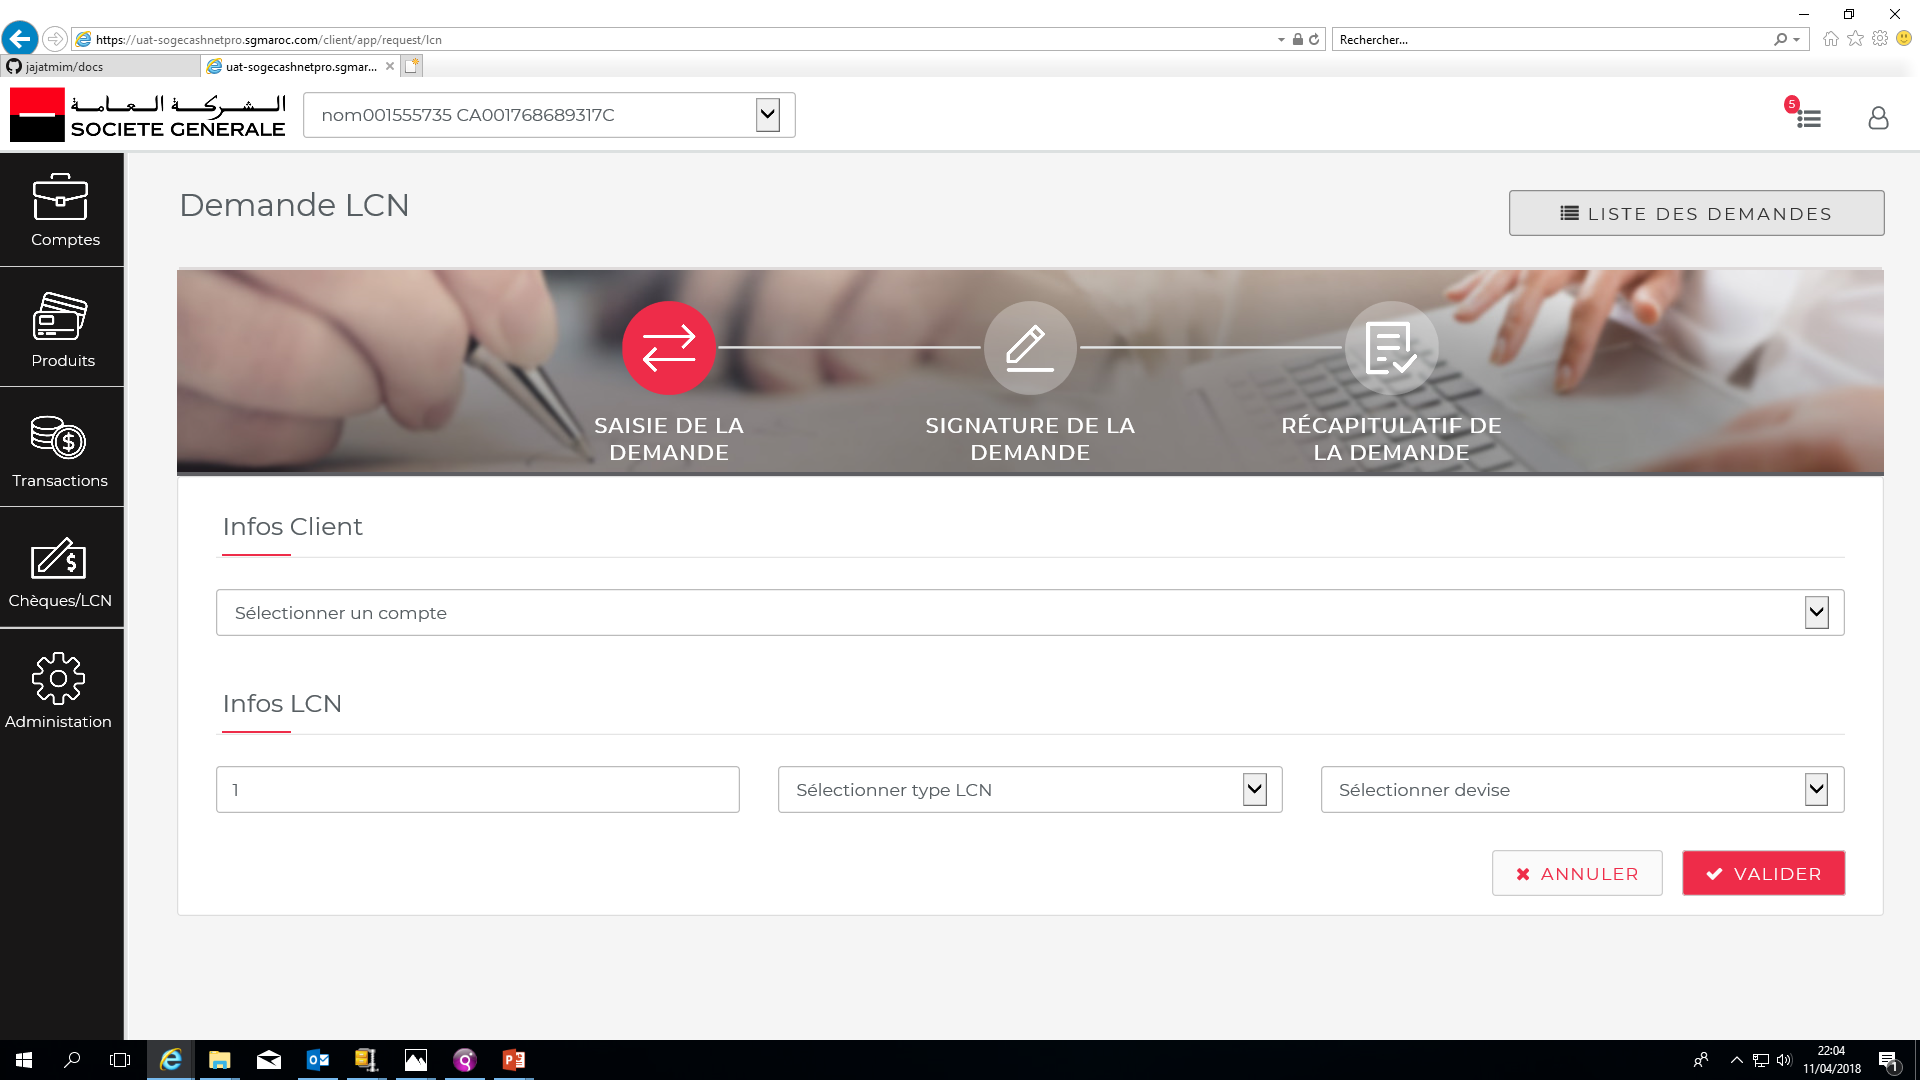 https://uat-sogecashnetpro.sgmaroc.com/client/app/request/lcn
Rechercher...
jajatmim/docs
uat-sogecashnetpro.sgmar...
الشركة العامة
SOCIETE GENERALE
nom001555735 CA001768689317C
5
Comptes
Produits
Transactions
Chèques/LCN
Administation
Demande LCN
LISTE DES DEMANDES
SAISIE DE LA
DEMANDE
SIGNATURE DE LA
DEMANDE
RÉCAPITULATIF DE
LA DEMANDE
Infos Client
Sélectionner un compte
Infos LCN
1
Sélectionner type LCN
Sélectionner devise
ANNULER
VALIDER
22:04
11/04/2018
1